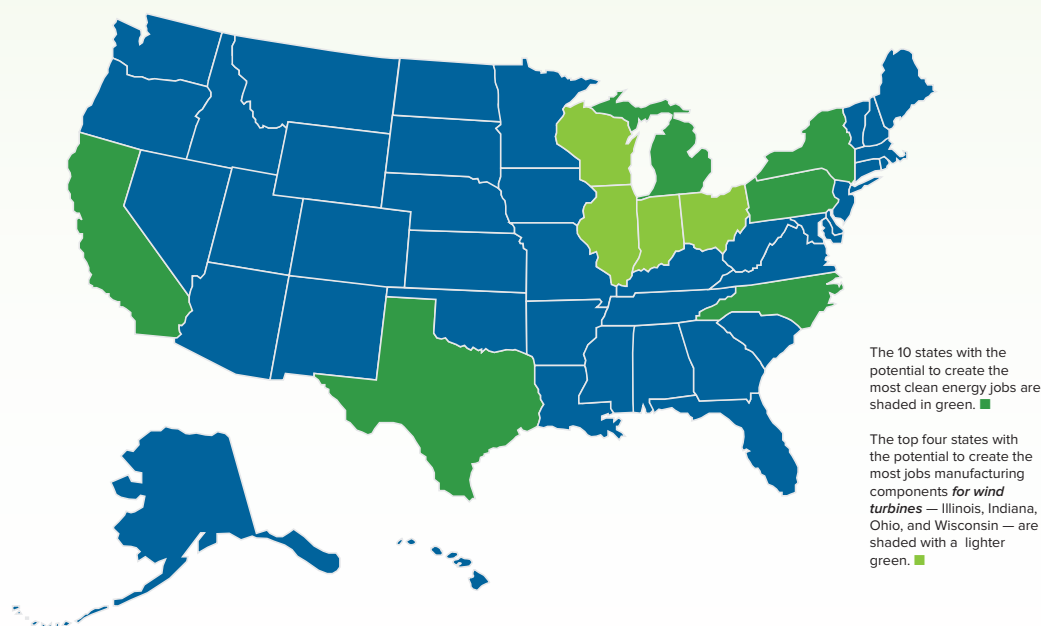 The 10 states with the
potential to create the
most clean energy jobs are
shaded in green.
The top four states with
the potential to create the
most jobs manufacturing
components for wind
turbines — Illinois, Indiana,
Ohio, and Wisconsin — are
shaded with a lighter
green.